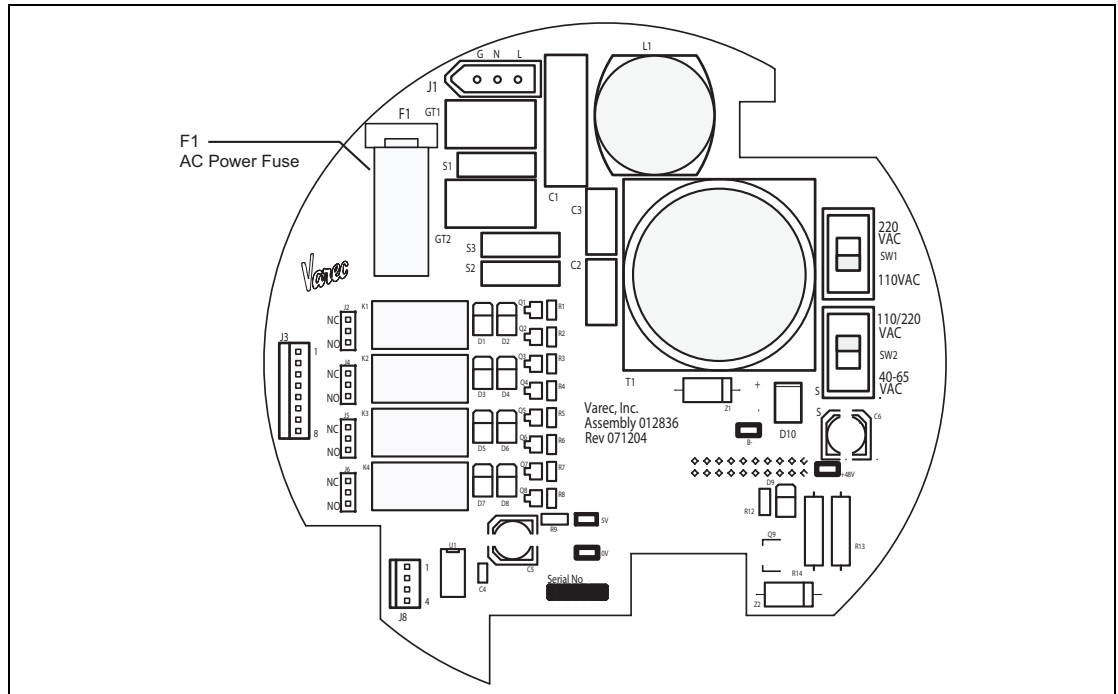 G N L
L1
J1
F1
GT1
F1
AC Power Fuse
S1
C1
C3
GT2
S3
S2
C2
220
VAC
SW1
110VAC
Varec
110/220
VAC
SW2
40-65
VAC
S
J3
1
8
J2
NC
NO
K1
D1
D2
Q1
R1
Q2
R2
J4
NC
NO
K2
D3
D4
Q3
R3
Q4
R4
J5
NC
NO
K3
D5
D6
Q5
R5
Q6
R6
J6
NC
NO
K4
D7
D8
Q7
R7
Q8
R8
T1
Z1
+
-
D10
S
C6
Varec, Inc.
Assembly 012836
Rev 071204
B-
+48V
D9
R12
Q9
R13
R14
Z2
R9
5V
0V
C5
U1
C4
Serial No
1
4
J8